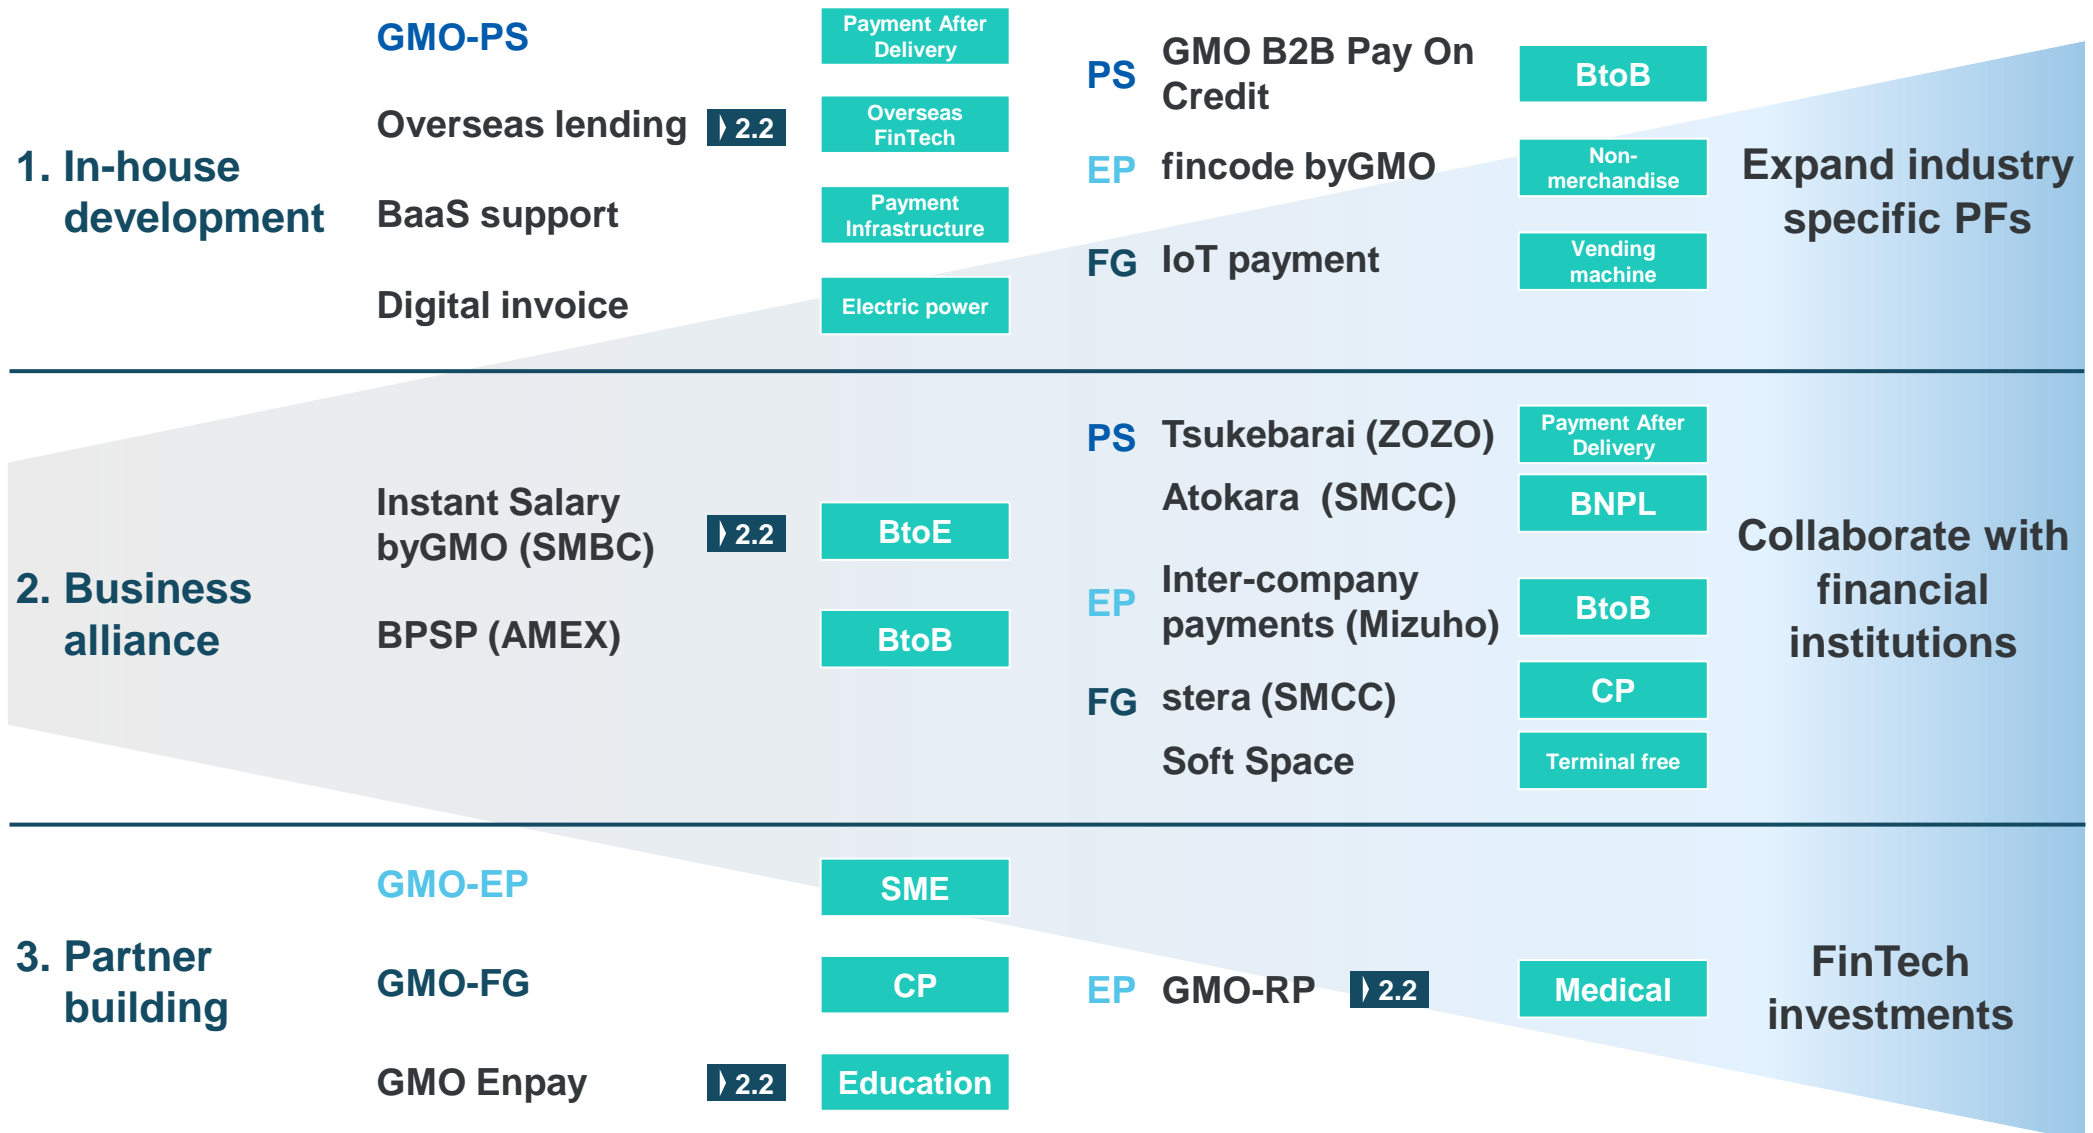 1. In-house
development
GMO-PS
Payment After
Delivery
Overseas lending
2.2
Overseas
FinTech
BaaS support
Payment
Infrastructure
Digital invoice
Electric power
PS
GMO B2B Pay On
Credit
BtoB
EP
fincode byGMO
Non-
merchandise
FG
IoT payment
Vending
machine
Expand industry
specific PFs
2. Business
alliance
Instant Salary
byGMO (SMBC)
2.2
BtoE
BPSP (AMEX)
BtoB
PS
Tsukebarai (ZOZO)
Payment After
Delivery
Atokara (SMCC)
BNPL
EP
Inter-company
payments (Mizuho)
BtoB
FG
stera (SMCC)
CP
Soft Space
Terminal free
Collaborate with
financial
institutions
3. Partner
building
GMO-EP
SME
GMO-FG
CP
GMO Enpay
2.2
Education
EP
GMO-RP
2.2
Medical
FinTech
investments